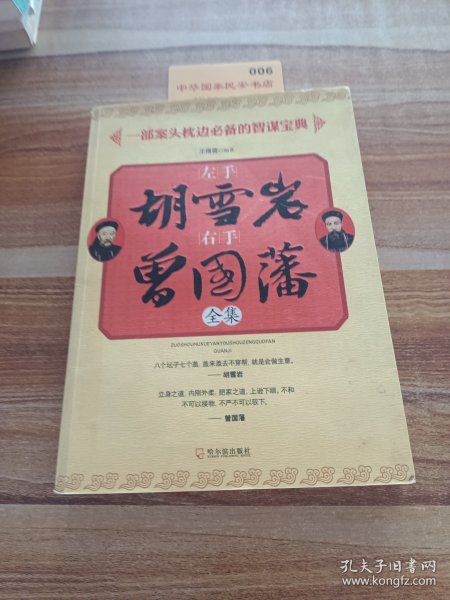 006
中华国奉民安书店
一部案头枕边必备的智谋宝典
编著
左手
胡雪岩
右手
曾國藩
全集
ZUOSHOUHUXUEYANYOUSHOUZENGGUOFAN
QUANJI
八个坛子七个盖，盖来盖去不穿帮，就是会做生意。
——胡雪岩
立身之道，内刚外柔，肥家之道，上逊下顺。不和
不可以接物，不严不可以驭下。
——曾国藩
哈尔滨出版社
孔夫子旧书网
www.kongfz.com